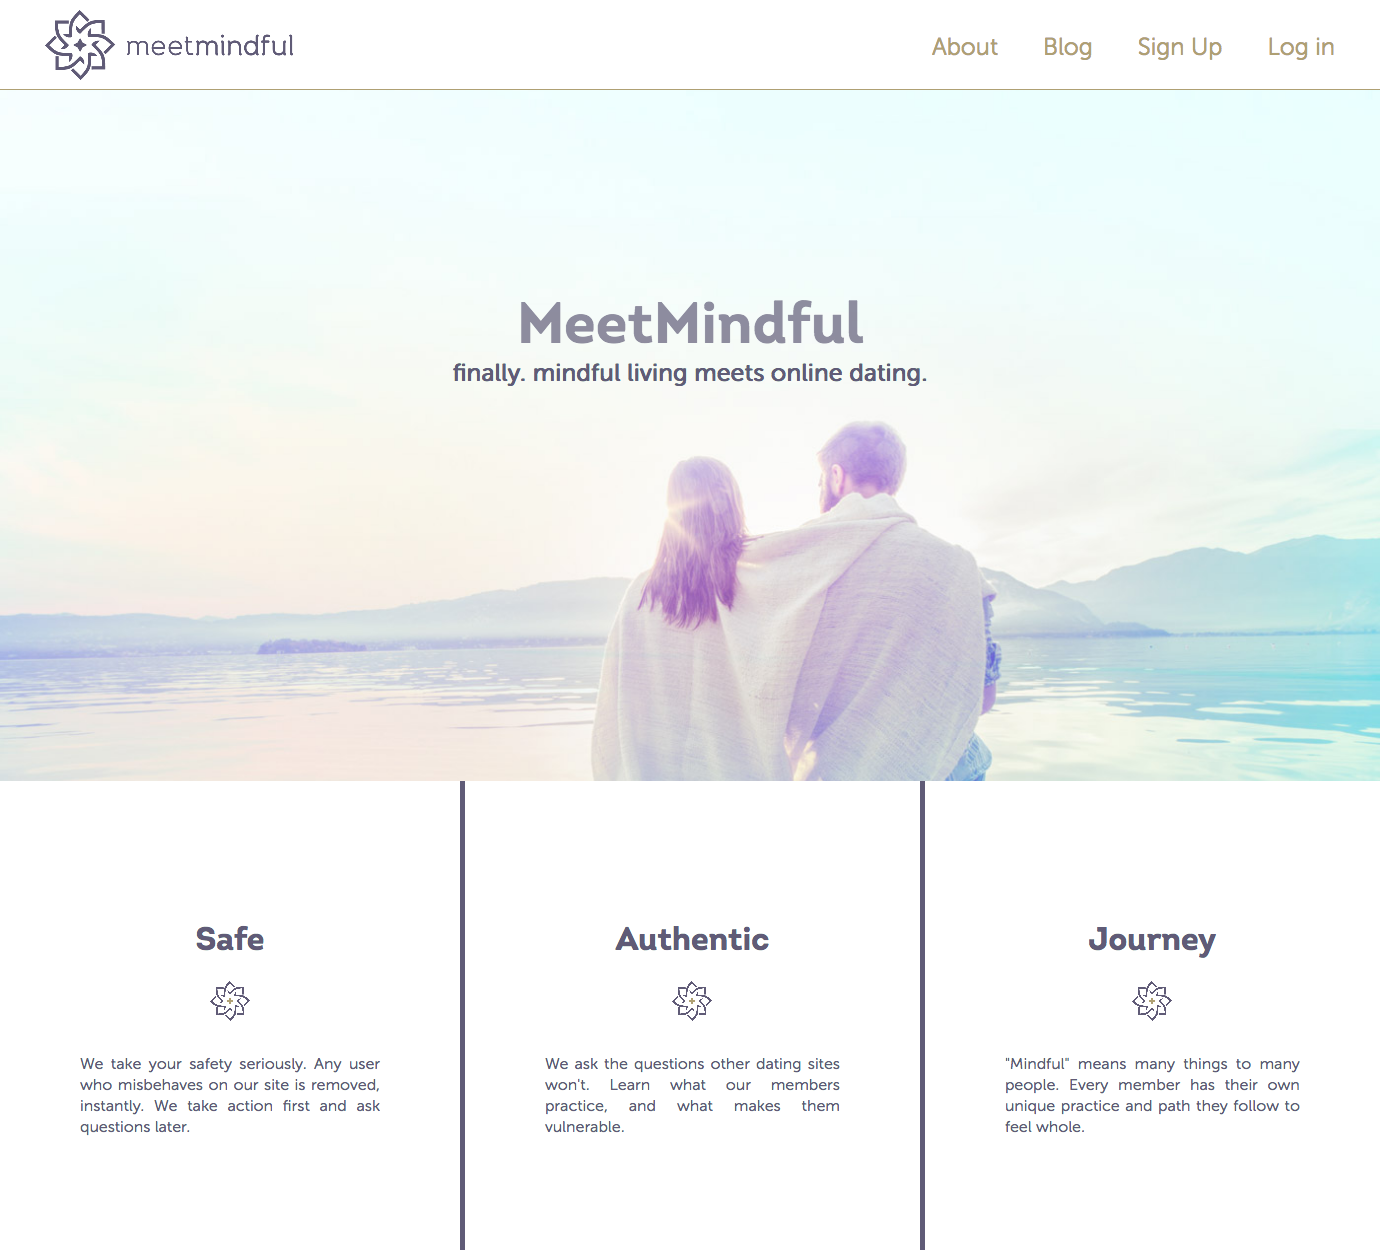 meetmindful
About Blog Sign Up Log in
MeetMindful
finally. mindful living meets online dating.
Safe
We take your safety seriously. Any user
who misbehaves on our site is removed,
instantly. We take action first and ask
questions later.
Authentic
We ask the questions other dating sites
won't. Learn what our members
practice, and what makes them
vulnerable.
Journey
"Mindful" means many things to many
people. Every member has their own
unique practice and path they follow to
feel whole.